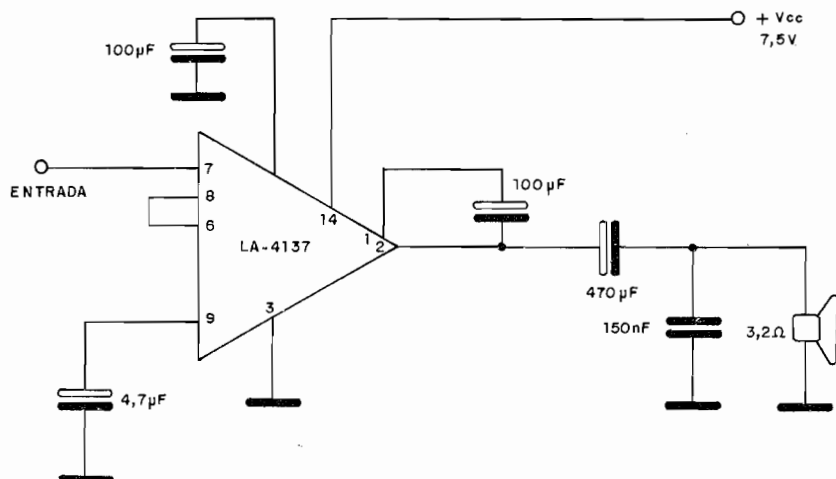 + Vcc
7,5V
100µF
ENTRADA
7
8
6
9
14
1
2
3
LA-4137
100µF
470µF
150nF
3,2Ω
4,7µF